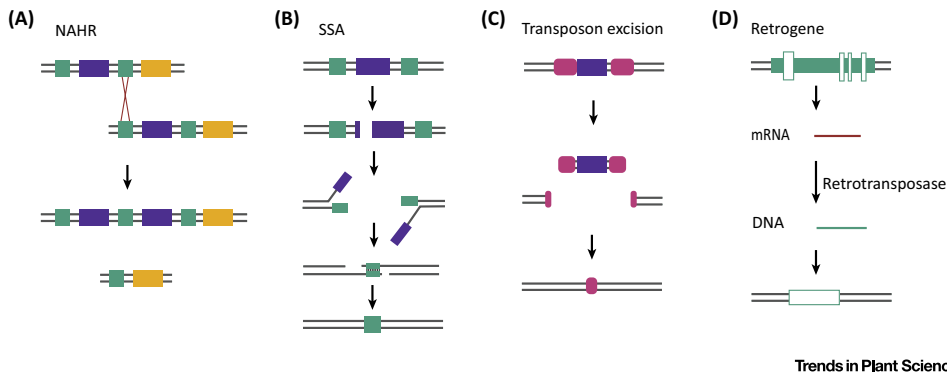 (A)
NAHR
(B)
SSA
(C)
Transposon excision
(D)
Retrogene
mRNA
Retrotransposase
DNA
Trends in Plant Scienc